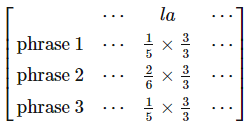 ⋯ la ⋯
phrase 1 ⋯ 1/5 × 3/3 ⋯
phrase 2 ⋯ 2/6 × 3/3 ⋯
phrase 3 ⋯ 1/5 × 3/3 ⋯